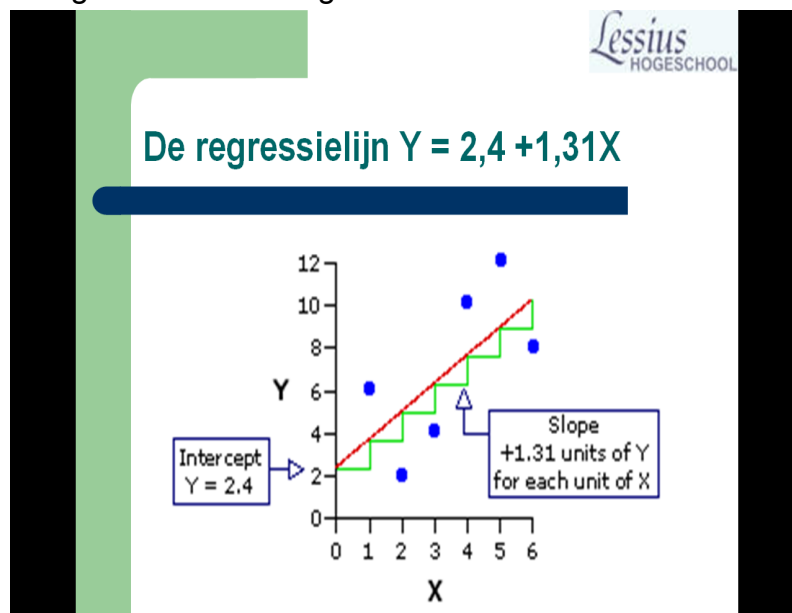 Lessius
HOGESCHOOL
De regressielijn Y = 2,4 +1,31X
12
10
8
Y
6
4
2
0
Intercept
Y = 2.4
Slope
+1.31 units of Y
for each unit of X
0 1 2 3 4 5 6
X